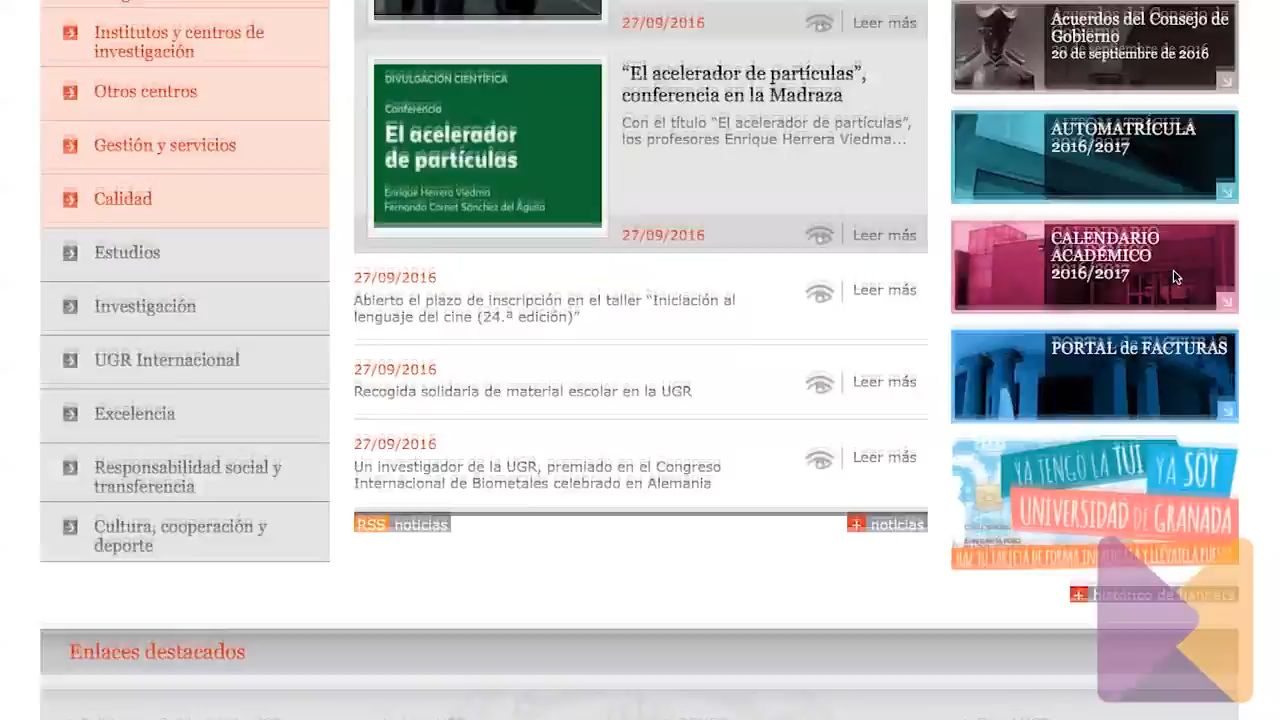 Institutos y centros de
investigación
Otros centros
Gestión y servicios
Calidad
Estudios
Investigación
UGR Internacional
Excelencia
Responsabilidad social y
transferencia
Cultura, cooperación y
deporte
27/09/2016
Leer más
DIVULGACIÓN CIENTÍFICA
Conferencia
El acelerador
de partículas
Enrique Herrera Viedma
Fernando Cornet Sánchez del Águila
“El acelerador de partículas”,
conferencia en la Madraza
Con el título “El acelerador de partículas”,
los profesores Enrique Herrera Viedma...
27/09/2016
Leer más
27/09/2016
Abierto el plazo de inscripción en el taller “Iniciación al
lenguaje del cine (24.ª edición)”
Leer más
27/09/2016
Recogida solidaria de material escolar en la UGR
Leer más
27/09/2016
Un investigador de la UGR, premiado en el Congreso
Internacional de Biometales celebrado en Alemania
Leer más
RSS noticias
+ noticias
Acuerdos del Consejo de
Gobierno
20 de septiembre de 2016
AUTOMATRÍCULA
2016/2017
CALENDARIO
ACADÉMICO
2016/2017
PORTAL de FACTURAS
YA TENGO LA TUI YA SOY
UNIVERSIDAD DE GRANADA
HAZ TU TARJETA DE FORMA
+ histórico de banners
Enlaces destacados